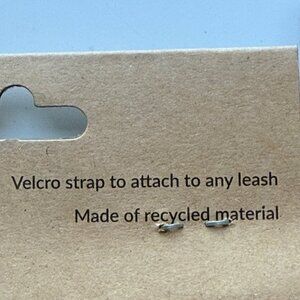 Velcro strap to attach to any leash
Made of recycled material